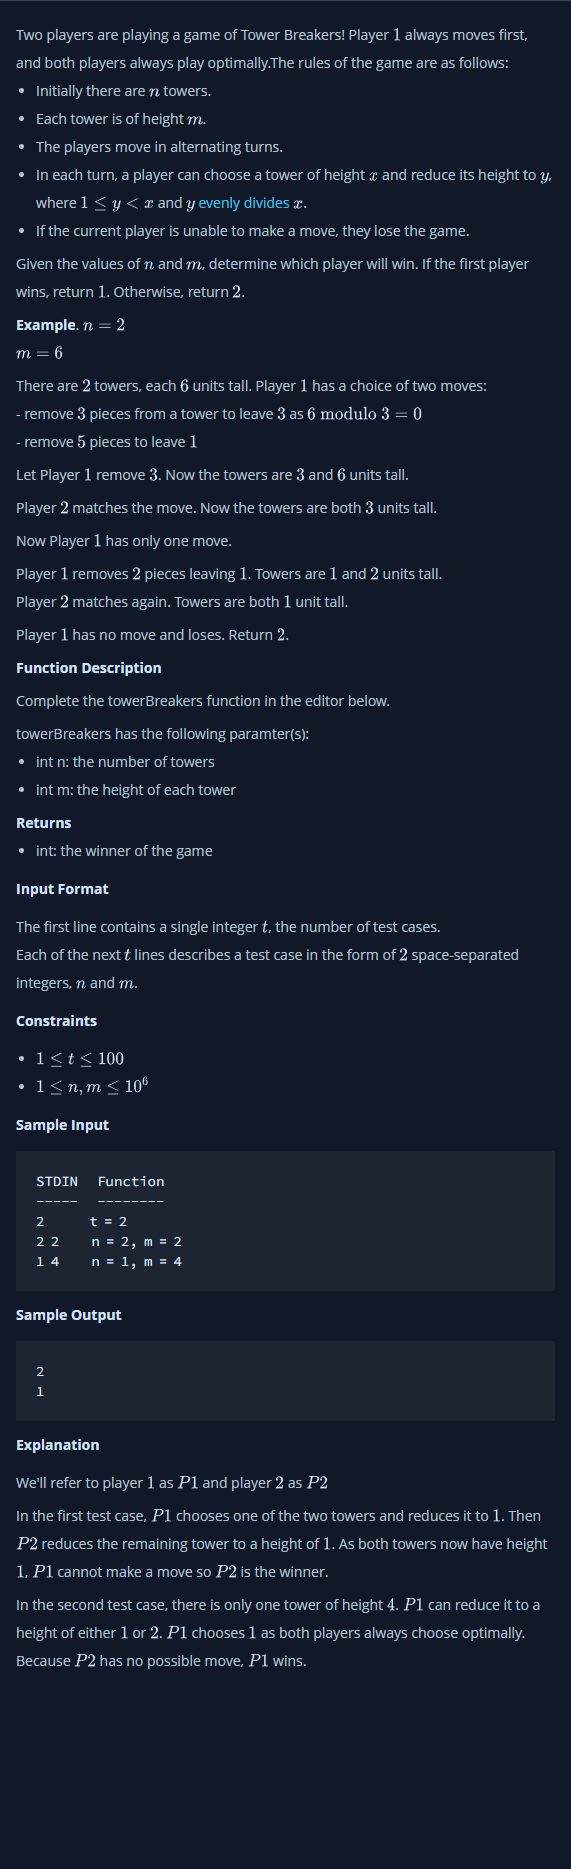 Two players are playing a game of Tower Breakers! Player 1 always moves first,
and both players always play optimally.The rules of the game are as follows:
• Initially there are n towers.
• Each tower is of height m.
• The players move in alternating turns.
• In each turn, a player can choose a tower of height x and reduce its height to y,
where 1 ≤ y < x and y evenly divides x.
• If the current player is unable to make a move, they lose the game.
Given the values of n and m, determine which player will win. If the first player
wins, return 1. Otherwise, return 2.
Example. n = 2
m = 6
There are 2 towers, each 6 units tall. Player 1 has a choice of two moves:
- remove 3 pieces from a tower to leave 3 as 6 modulo 3 = 0
- remove 5 pieces to leave 1
Let Player 1 remove 3. Now the towers are 3 and 6 units tall.
Player 2 matches the move. Now the towers are both 3 units tall.
Now Player 1 has only one move.
Player 1 removes 2 pieces leaving 1. Towers are 1 and 2 units tall.
Player 2 matches again. Towers are both 1 unit tall.
Player 1 has no move and loses. Return 2.
Function Description
Complete the towerBreakers function in the editor below.
towerBreakers has the following paramter(s):
• int n: the number of towers
• int m: the height of each tower
Returns
• int: the winner of the game
Input Format
The first line contains a single integer t, the number of test cases.
Each of the next t lines describes a test case in the form of 2 space-separated
integers, n and m.
Constraints
• 1 ≤ t ≤ 100
• 1 ≤ n, m ≤ 10^6
Sample Input
STDIN   Function
-----   --------
2       t = 2
2 2     n = 2, m = 2
1 4     n = 1, m = 4
Sample Output
2
1
Explanation
We'll refer to player 1 as P1 and player 2 as P2
In the first test case, P1 chooses one of the two towers and reduces it to 1. Then
P2 reduces the remaining tower to a height of 1. As both towers now have height
1, P1 cannot make a move so P2 is the winner.
In the second test case, there is only one tower of height 4. P1 can reduce it to a
height of either 1 or 2. P1 chooses 1 as both players always choose optimally.
Because P2 has no possible move, P1 wins.